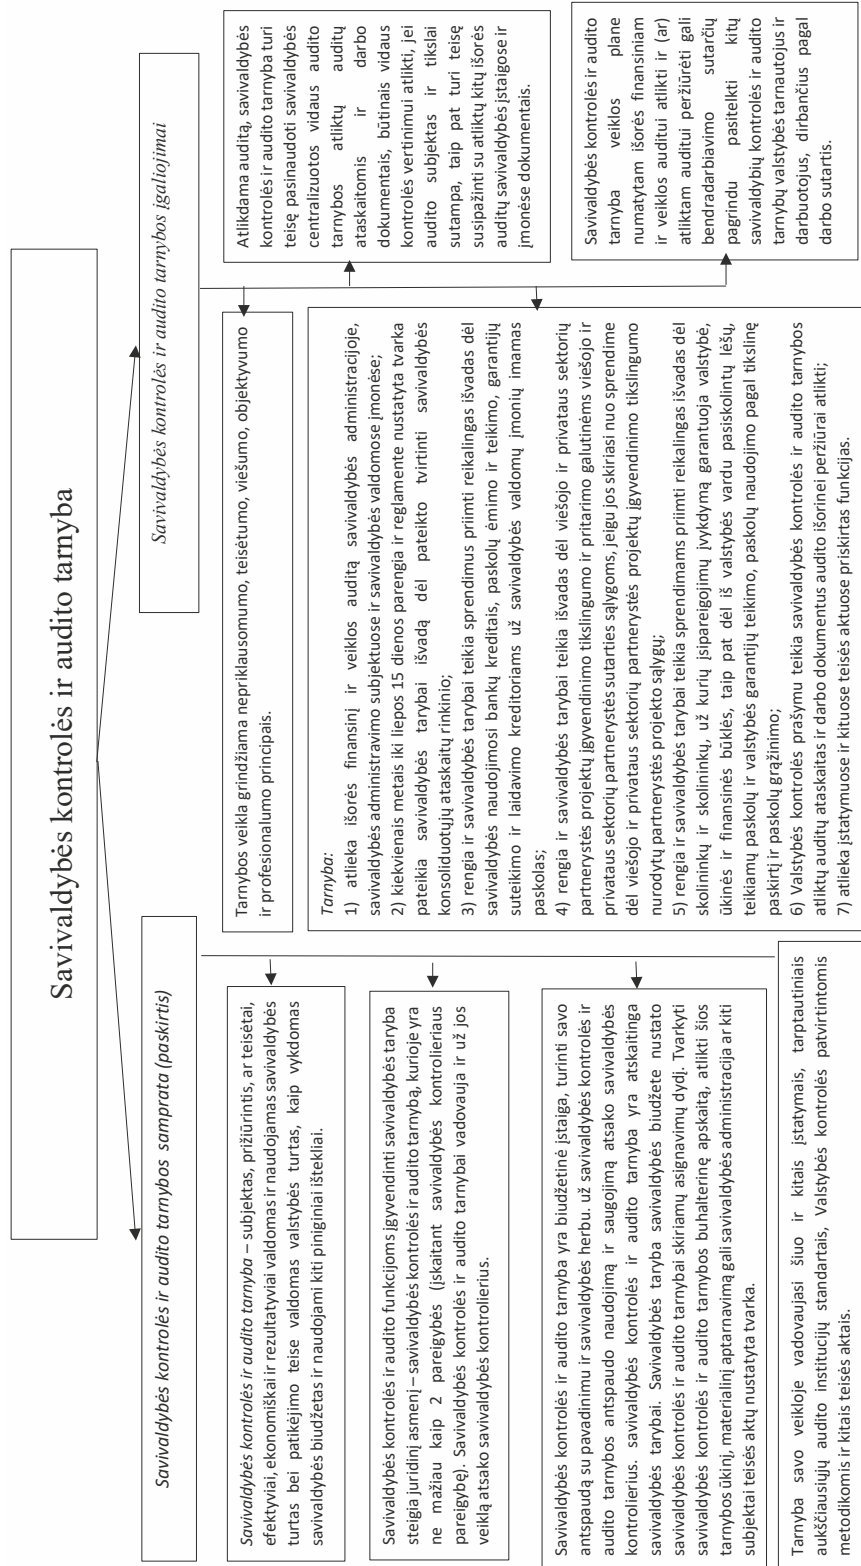 Savivaldybės kontrolės ir audito tarnyba
Savivaldybės kontrolės ir audito tarnybos samprata (paskirtis)
Savivaldybės kontrolės ir audito tarnyba – subjektas, prižiūrintis, ar teisėtai,
efektyviai, ekonomiškai ir rezultatyviai valdomas ir naudojamas savivaldybės
turtas bei patikėjimo teise valdomas valstybės turtas, kaip vykdomas
savivaldybės biudžetas ir naudojami kiti piniginiai ištekliai.
Savivaldybės kontrolės ir audito funkcijoms įgyvendinti savivaldybės taryba
steigia juridinį asmenį – savivaldybės kontrolės ir audito tarnybą, kurioje yra
ne mažiau kaip 2 pareigybės (įskaitant savivaldybės kontrolieriaus
pareigybę). Savivaldybės kontrolės ir audito tarnybai vadovauja ir už jos
veiklą atsako savivaldybės kontrolierius.
Savivaldybės kontrolės ir audito tarnyba yra biudžetinė įstaiga, turinti savo
antspaudą su pavadinimu ir savivaldybės herbu. už savivaldybės kontrolės ir
audito tarnybos antspaudo naudojimą ir saugojimą atsako savivaldybės
kontrolierius. savivaldybės kontrolės ir audito tarnyba yra atskaitinga
savivaldybės tarybai. Savivaldybės taryba savivaldybės biudžete nustato
savivaldybės kontrolės ir audito tarnybai skiriamų asignavimų dydį. Tvarkyti
savivaldybės kontrolės ir audito tarnybos buhalterinę apskaitą, atlikti šios
tarnybos ūkinį, materialinį aptarnavimą gali savivaldybės administracija ar kiti
subjektai teisės aktų nustatyta tvarka.
Tarnyba savo veikloje vadovaujasi šiuo ir kitais įstatymais, tarptautiniais
aukščiausiųjų audito institucijų standartais, Valstybės kontrolės patvirtintomis
metodikomis ir kitais teisės aktais.
Savivaldybės kontrolės ir audito tarnybos įgaliojimai
Tarnybos veikla grindžiama nepriklausomumo, teisėtumo, viešumo, objektyvumo
ir profesionalumo principais.
Tarnyba:
1) atlieka išorės finansinį ir veiklos auditą savivaldybės administracijoje,
savivaldybės administravimo subjektuose ir savivaldybės valdomose įmonėse;
2) kiekvienais metais iki liepos 15 dienos parengia ir reglamente nustatyta tvarka
pateikia savivaldybės tarybai išvadą dėl pateikto tvirtinti savivaldybės
konsoliduotųjų ataskaitų rinkinio;
3) rengia ir savivaldybės tarybai teikia sprendimus priimti reikalingas išvadas dėl
savivaldybės naudojimosi bankų kreditais, paskolų ėmimo ir teikimo, garantijų
suteikimo ir laidavimo kreditoriams už savivaldybės valdomų įmonių imamas
paskolas;
4) rengia ir savivaldybės tarybai teikia išvadas dėl viešojo ir privataus sektorių
partnerystės projektų įgyvendinimo tikslingumo ir pritarimo galutinėms viešojo ir
privataus sektorių partnerystės sutarties sąlygoms, jeigu jos skiriasi nuo sprendime
dėl viešojo ir privataus sektorių partnerystės projektų įgyvendinimo tikslingumo
nurodytų partnerystės projekto sąlygų;
5) rengia ir savivaldybės tarybai teikia sprendimams priimti reikalingas išvadas dėl
skolininkų ir skolininkų, už kurių įsipareigojimų įvykdymą garantuoja valstybė,
ūkinės ir finansinės būklės, taip pat dėl iš valstybės vardu pasiskolintų lėšų,
teikiamų paskolų ir valstybės garantijų teikimo, paskolų naudojimo pagal tikslinę
paskirtį ir paskolų grąžinimo;
6) Valstybės kontrolės prašymu teikia savivaldybės kontrolės ir audito tarnybos
atliktų auditų ataskaitas ir darbo dokumentus audito išorinei peržiūrai atlikti;
7) atlieka įstatymuose ir kituose teisės aktuose priskirtas funkcijas.
Atlikdama auditą, savivaldybės
kontrolės ir audito tarnyba turi
teisę pasinaudoti savivaldybės
centralizuotos vidaus audito
tarnybos atliktų auditų
ataskaitomis ir darbo
dokumentais, būtinais vidaus
kontrolės vertinimui atlikti, jei
audito subjektas ir tikslai
sutampa, taip pat turi teisę
susipažinti su atliktų kitų išorės
auditų savivaldybės įstaigose ir
įmonėse dokumentais.
Savivaldybės kontrolės ir audito
tarnyba veiklos plane
numatytam išorės finansiniam
ir veiklos auditui atlikti ir (ar)
atliktam auditui peržiūrėti gali
bendradarbiavimo sutarčių
pagrindu pasitelkti kitų
savivaldybių kontrolės ir audito
tarnybų valstybės tarnautojus ir
darbuotojus, dirbančius pagal
darbo sutartis.